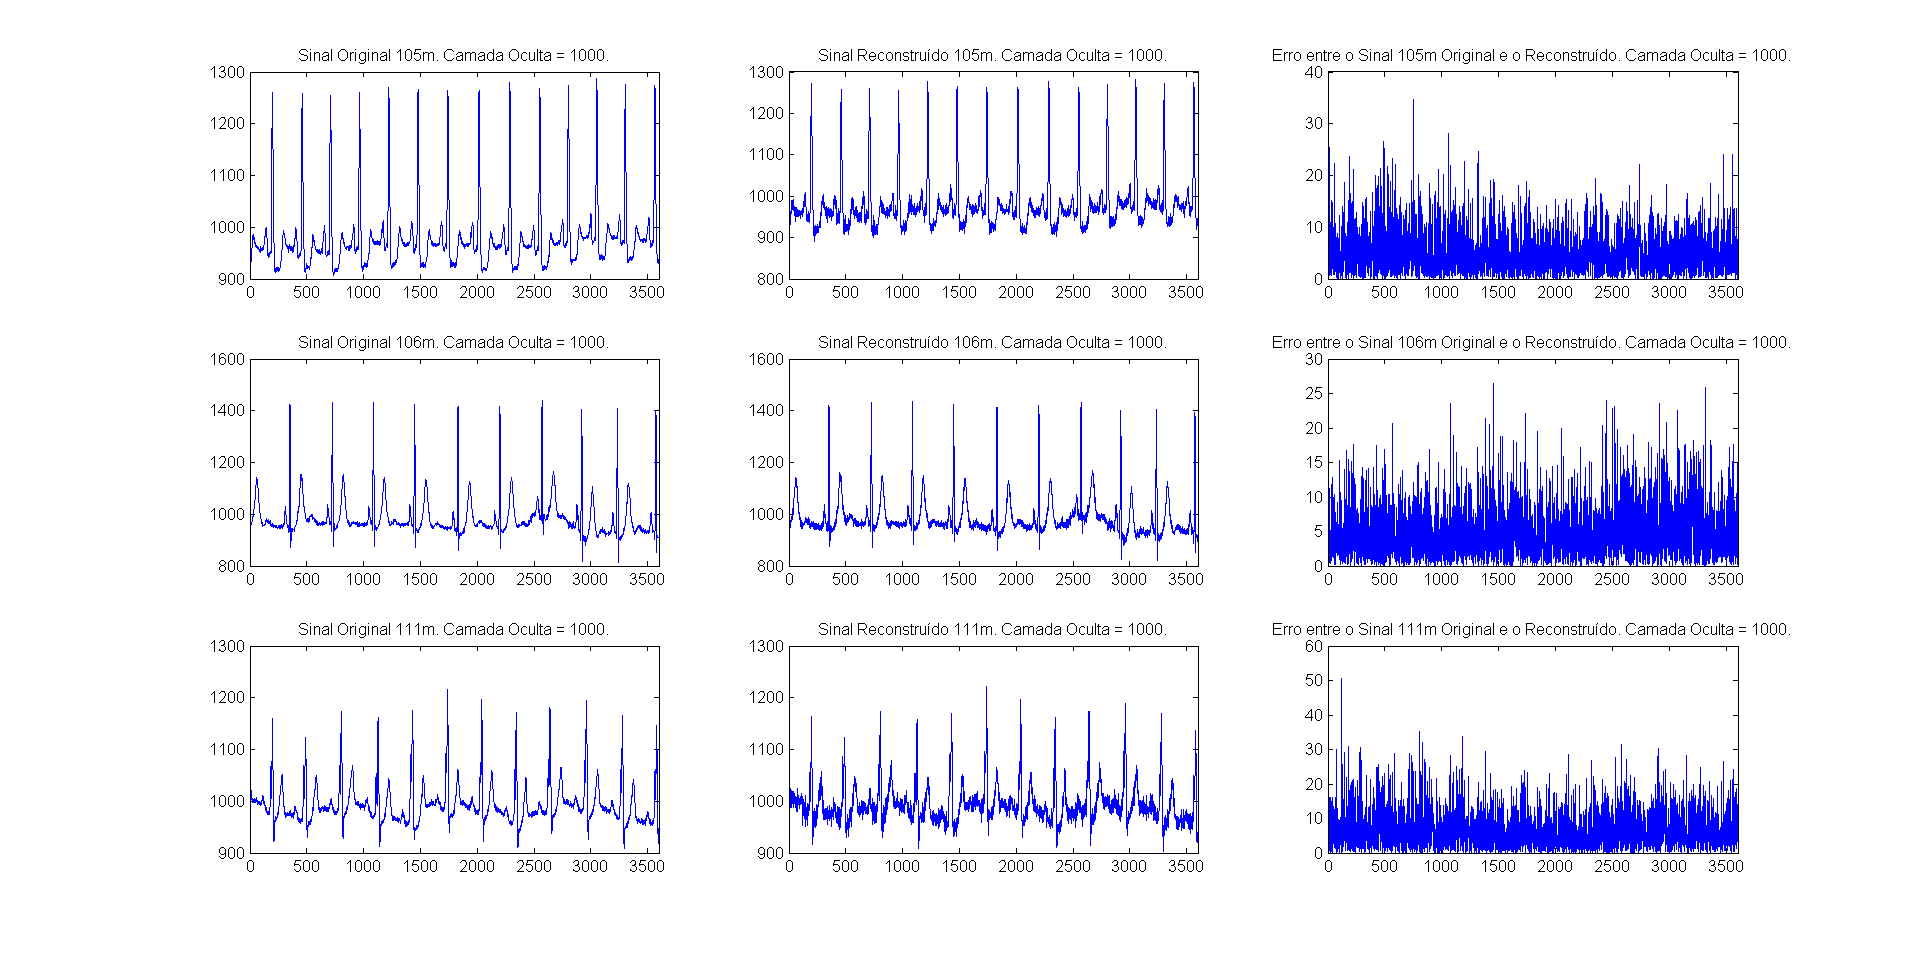 Sinal Original 105m. Camada Oculta = 1000.
Sinal Reconstruído 105m. Camada Oculta = 1000.
Erro entre o Sinal 105m Original e o Reconstruído. Camada Oculta = 1000.
1300
1200
1100
1000
900
0 500 1000 1500 2000 2500 3000 3500
1300
1200
1100
1000
900
800
0 500 1000 1500 2000 2500 3000 3500
40
30
20
10
0
0 500 1000 1500 2000 2500 3000 3500
Sinal Original 106m. Camada Oculta = 1000.
Sinal Reconstruído 106m. Camada Oculta = 1000.
Erro entre o Sinal 106m Original e o Reconstruído. Camada Oculta = 1000.
1600
1400
1200
1000
800
0 500 1000 1500 2000 2500 3000 3500
1600
1400
1200
1000
800
0 500 1000 1500 2000 2500 3000 3500
30
25
20
15
10
5
0
0 500 1000 1500 2000 2500 3000 3500
Sinal Original 111m. Camada Oculta = 1000.
Sinal Reconstruído 111m. Camada Oculta = 1000.
Erro entre o Sinal 111m Original e o Reconstruído. Camada Oculta = 1000.
1300
1200
1100
1000
900
0 500 1000 1500 2000 2500 3000 3500
1300
1200
1100
1000
900
0 500 1000 1500 2000 2500 3000 3500
60
50
40
30
20
10
0
0 500 1000 1500 2000 2500 3000 3500